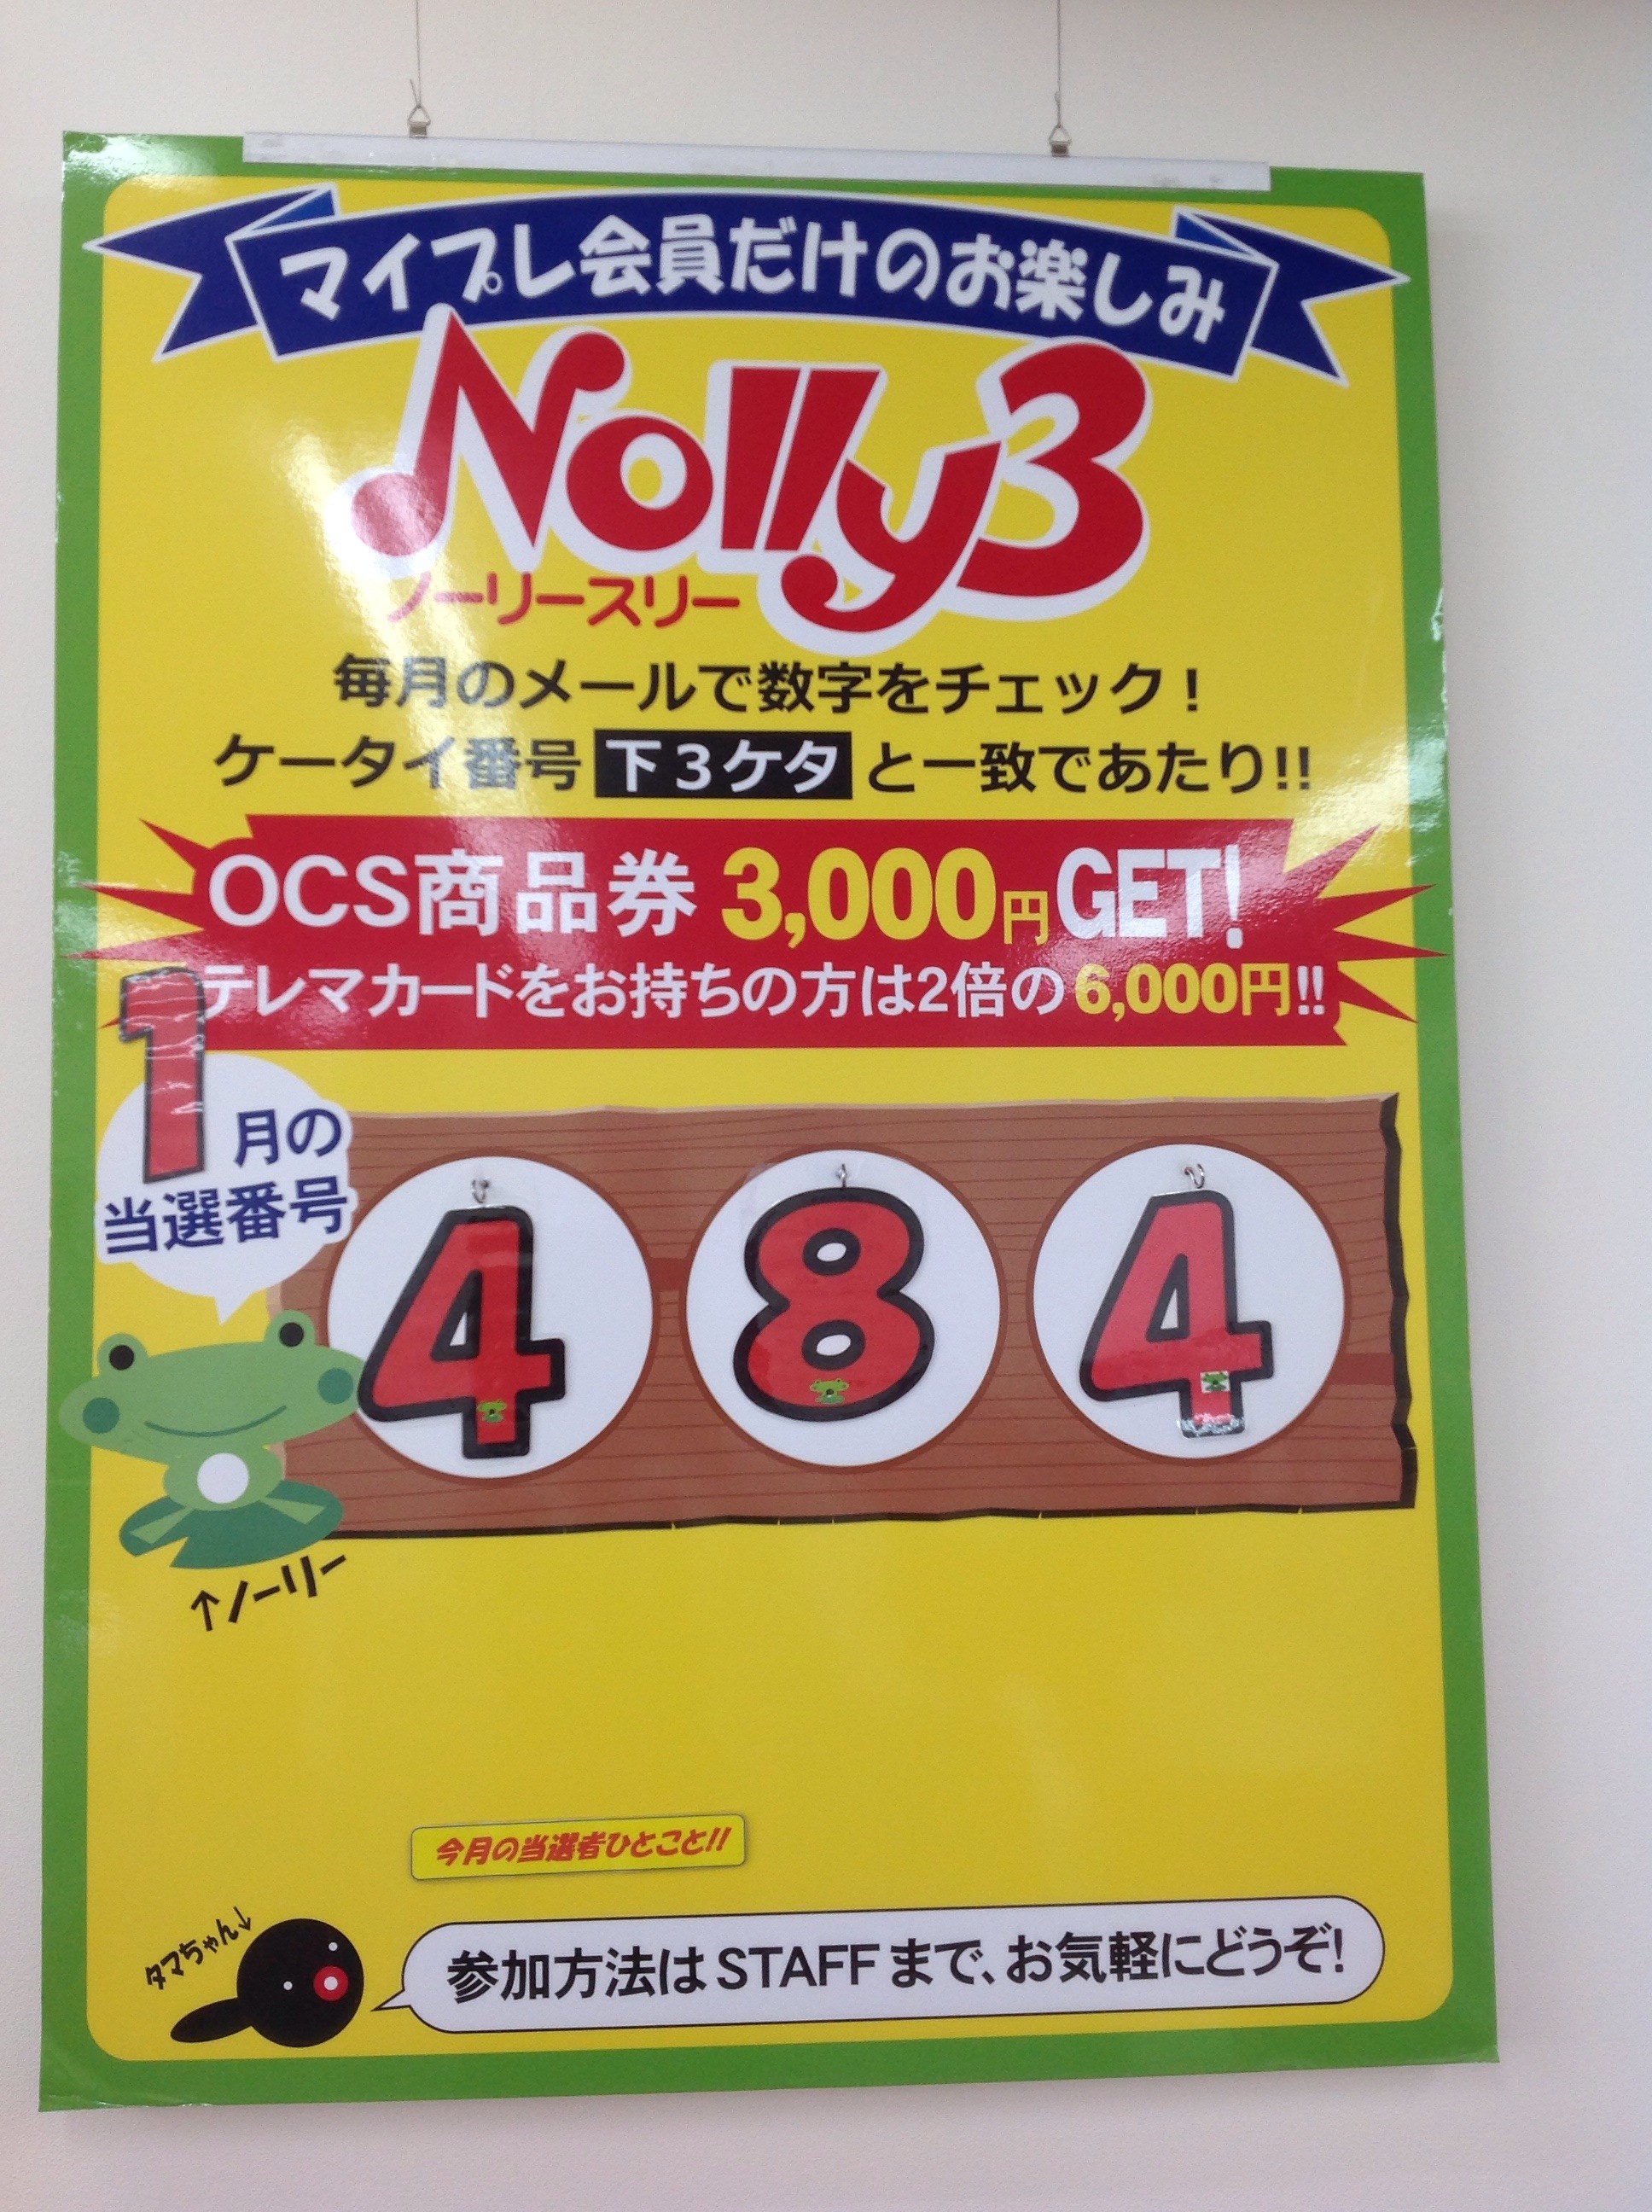 マイプレ会員だけのお楽しみ
Nolly3
ノーリースリー
毎月のメールで数字をチェック!
ケータイ番号 下3ケタ と一致であたり!!
OCS商品券 3,000円GET!
テレマカードをお持ちの方は2倍の6,000円!!
1月の
当選番号
4 8 4
↑ノーリー
今月の当選者ひとこと!!
タマちゃん↓
参加方法はSTAFFまで、お気軽にどうぞ!